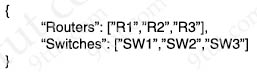 {
"Routers": ["R1","R2","R3"],
"Switches": ["SW1","SW2","SW3"]
}